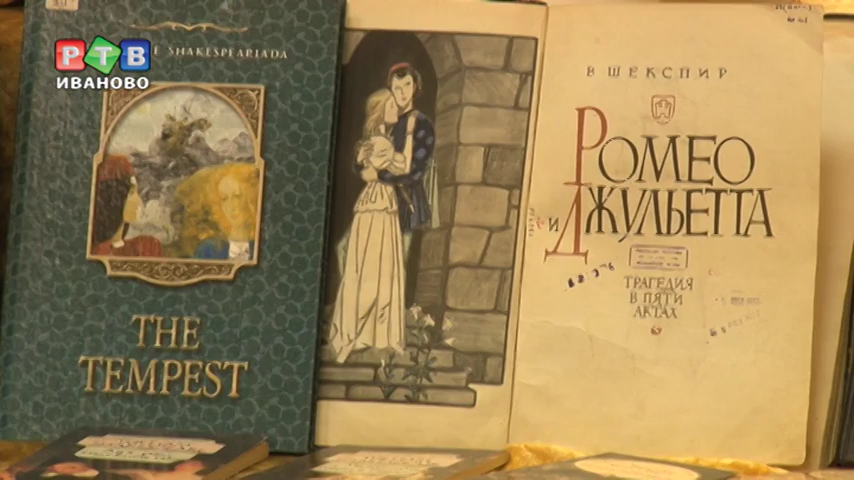 РТВ
ИВАНОВО
SHAKESPEARIADA
THE
TEMPEST
В ШЕКСПИР
РОМЕО
И ДЖУЛЬЕТТА
ТРАГЕДИЯ
В ПЯТИ
АКТАХ